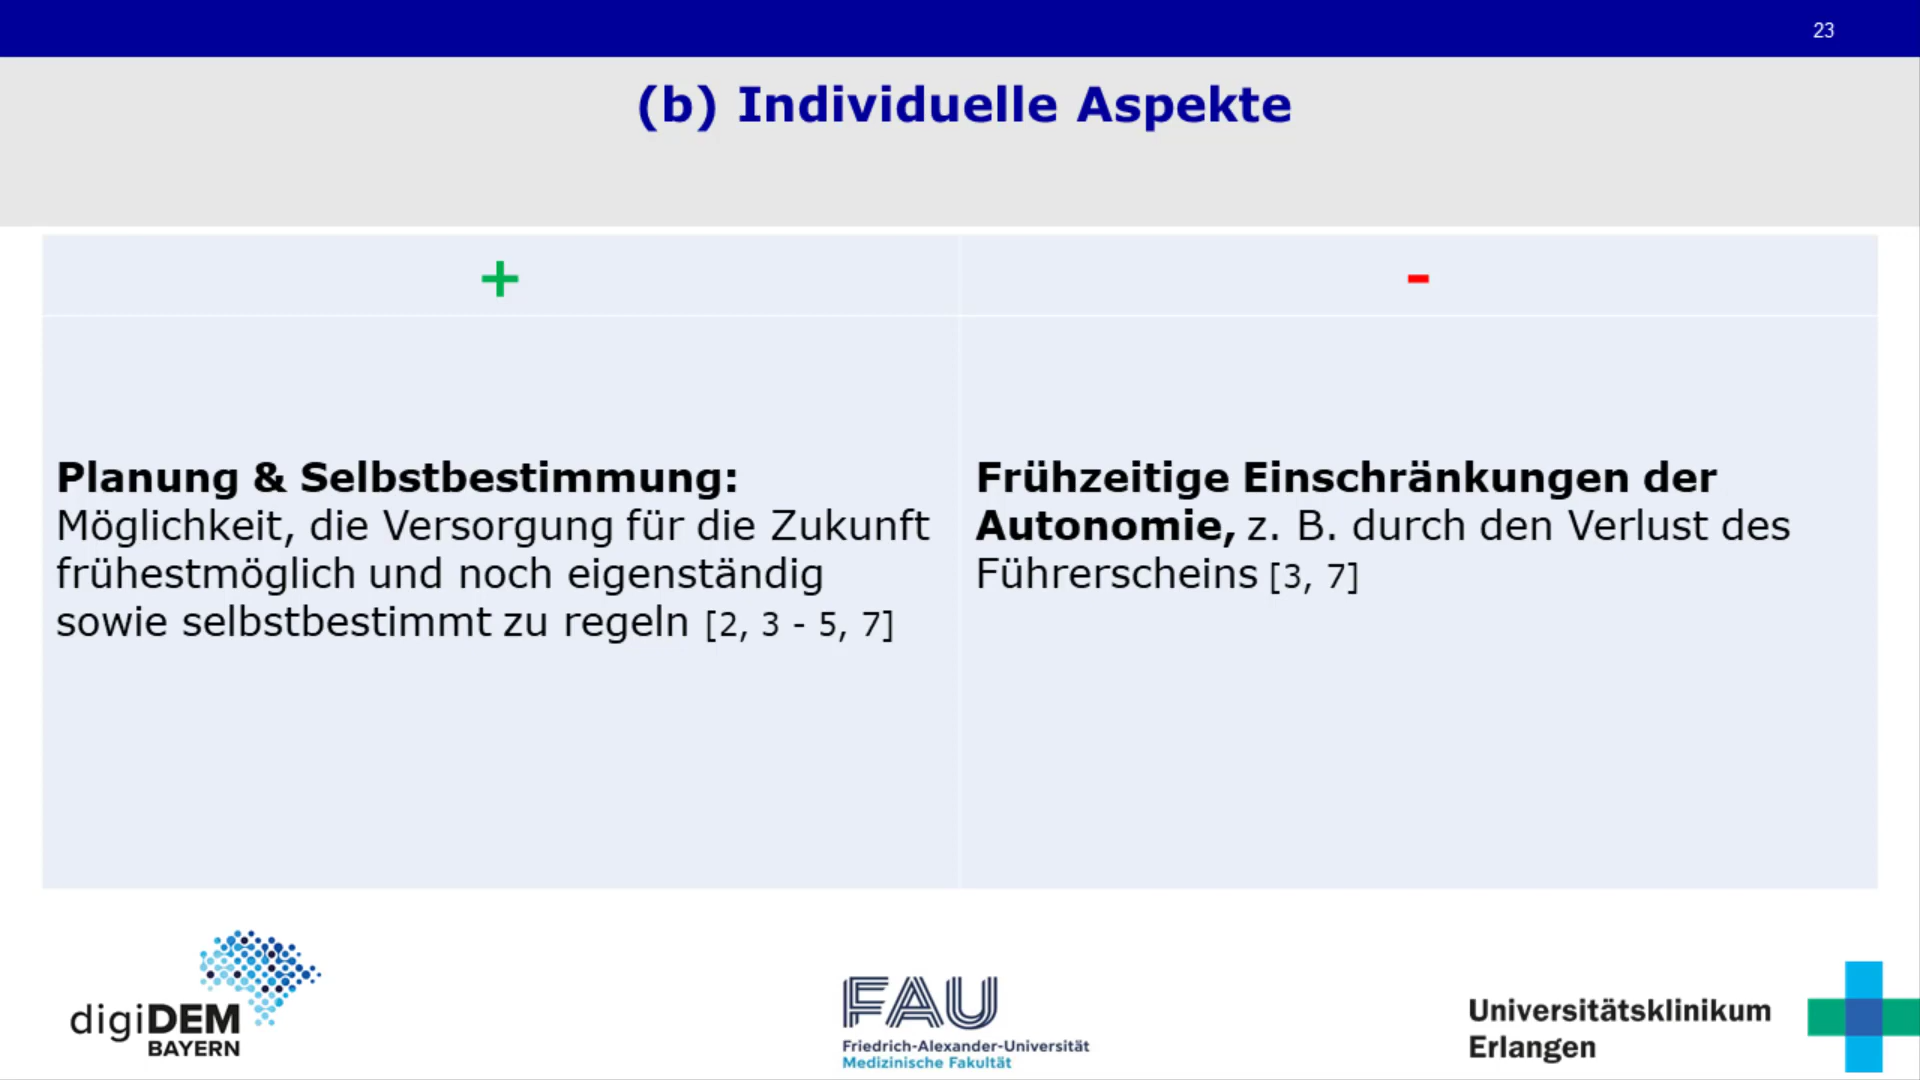 23
(b) Individuelle Aspekte
+
-
Planung & Selbstbestimmung:
Möglichkeit, die Versorgung für die Zukunft
frühestmöglich und noch eigenständig
sowie selbstbestimmt zu regeln [2, 3 - 5, 7]
Frühzeitige Einschränkungen der
Autonomie, z. B. durch den Verlust des
Führerscheins [3, 7]
digiDEM
BAYERN
FAU
Friedrich-Alexander-Universität
Medizinische Fakultät
Universitätsklinikum
Erlangen